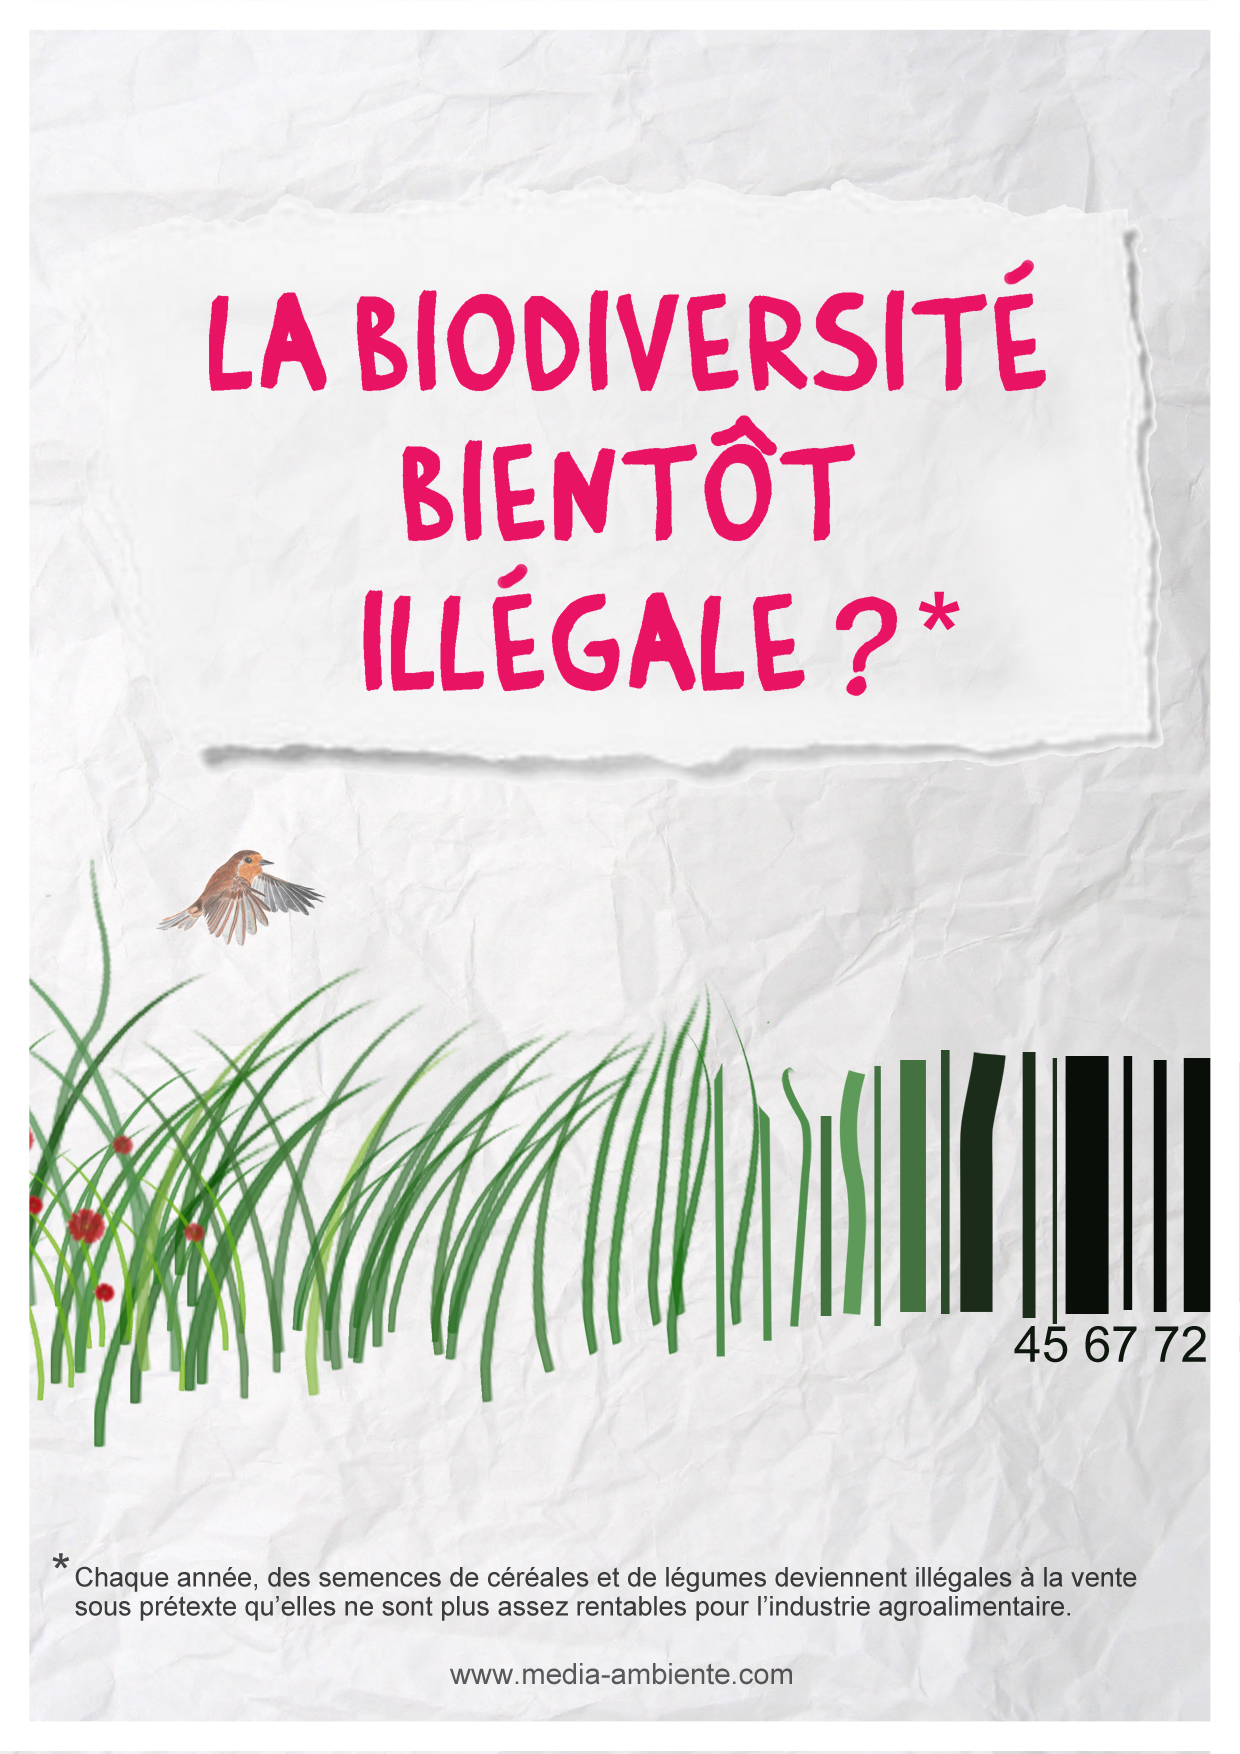 LA BIODIVERSITÉ
BIENTÔT
ILLÉGALE ? *
45 67 72
* Chaque année, des semences de céréales et de légumes deviennent illégales à la vente
sous prétexte qu'elles ne sont plus assez rentables pour l'industrie agroalimentaire.
www.media-ambiente.com